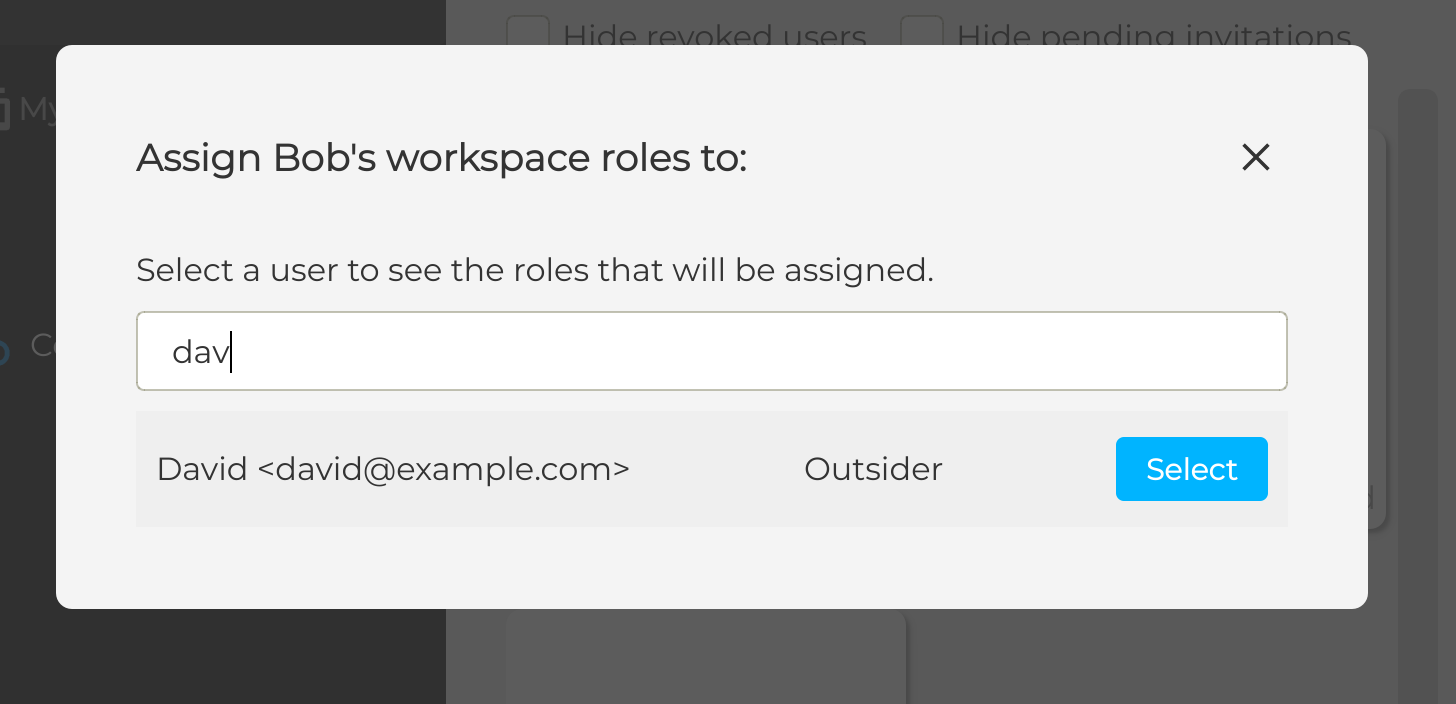 Hide revoked users Hide pending invitations
My
Assign Bob's workspace roles to:
Select a user to see the roles that will be assigned.
dav
David <david@example.com> Outsider Select